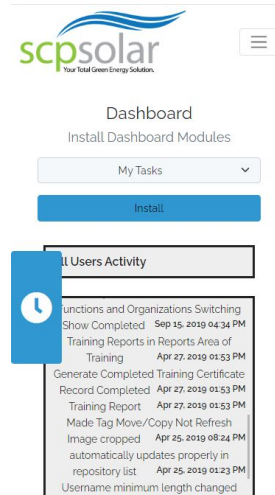 scpsolar
Your Total Green Energy Solution.
Dashboard
Install Dashboard Modules
My Tasks
Install
ll Users Activity
Functions and Organizations Switching
Show Completed Sep 15, 2019 04:34 PM
Training Reports in Reports Area of
Training Apr 27, 2019 01:53 PM
Generate Completed Training Certificate
Record Completed Apr 27, 2019 01:53 PM
Training Report Apr 27, 2019 01:53 PM
Made Tag Move/Copy Not Refresh
Image cropped Apr 25, 2019 08:24 PM
automatically updates properly in
repository list Apr 25, 2019 01:23 PM
Username minimum length changed